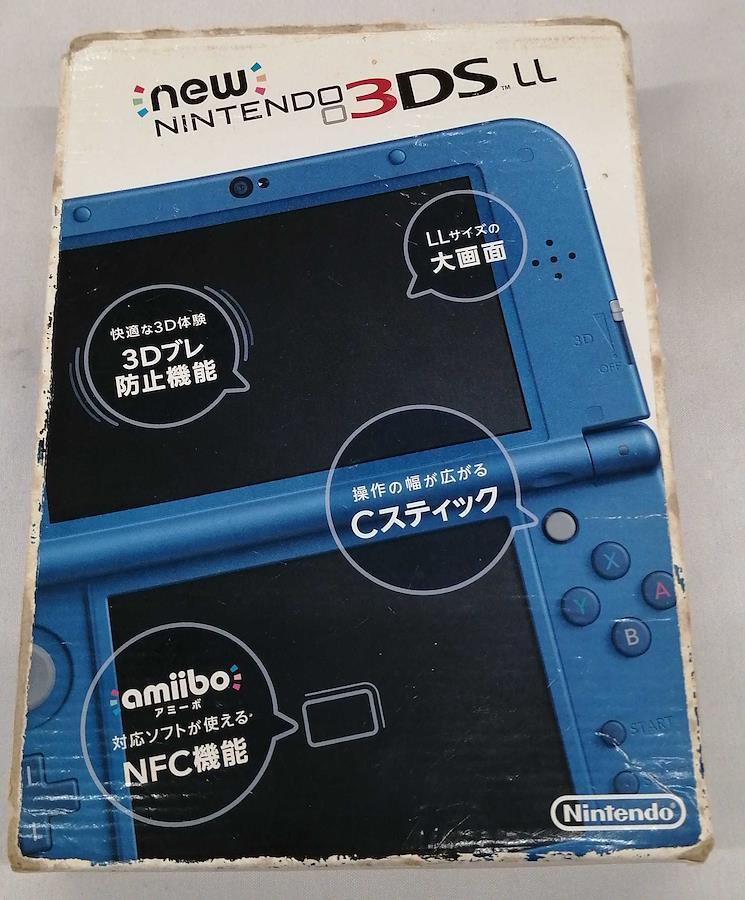 new
NINTENDO 3DS™ LL
LLサイズの
大画面
快適な3D体験
3Dブレ
防止機能
3D
OFF
操作の幅が広がる
Cスティック
X
Y
A
B
amiibo
アミーボ
対応ソフトが使える*
NFC機能
START
Nintendo®